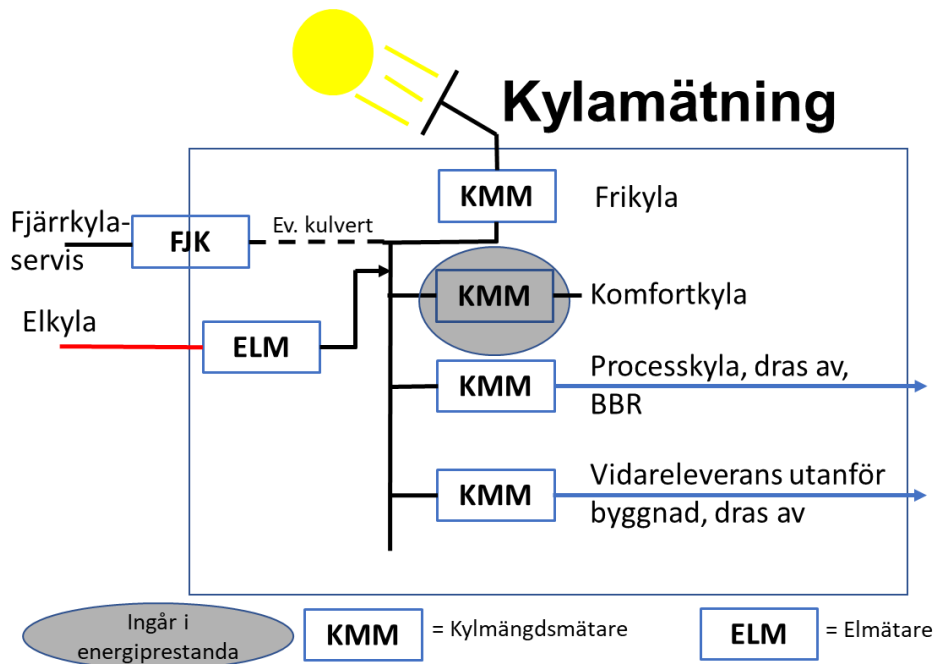 Kylamätning
KMM
Frikyla
Fjärrkyla-
servis
FJK
Ev. kulvert
KMM
Komfortkyla
Elkyla
ELM
KMM
Processkyla, dras av,
BBR
KMM
Vidareleverans utanför
byggnad, dras av
Ingår i
energiprestanda
KMM
= Kylmängdsmätare
ELM
= Elmätare